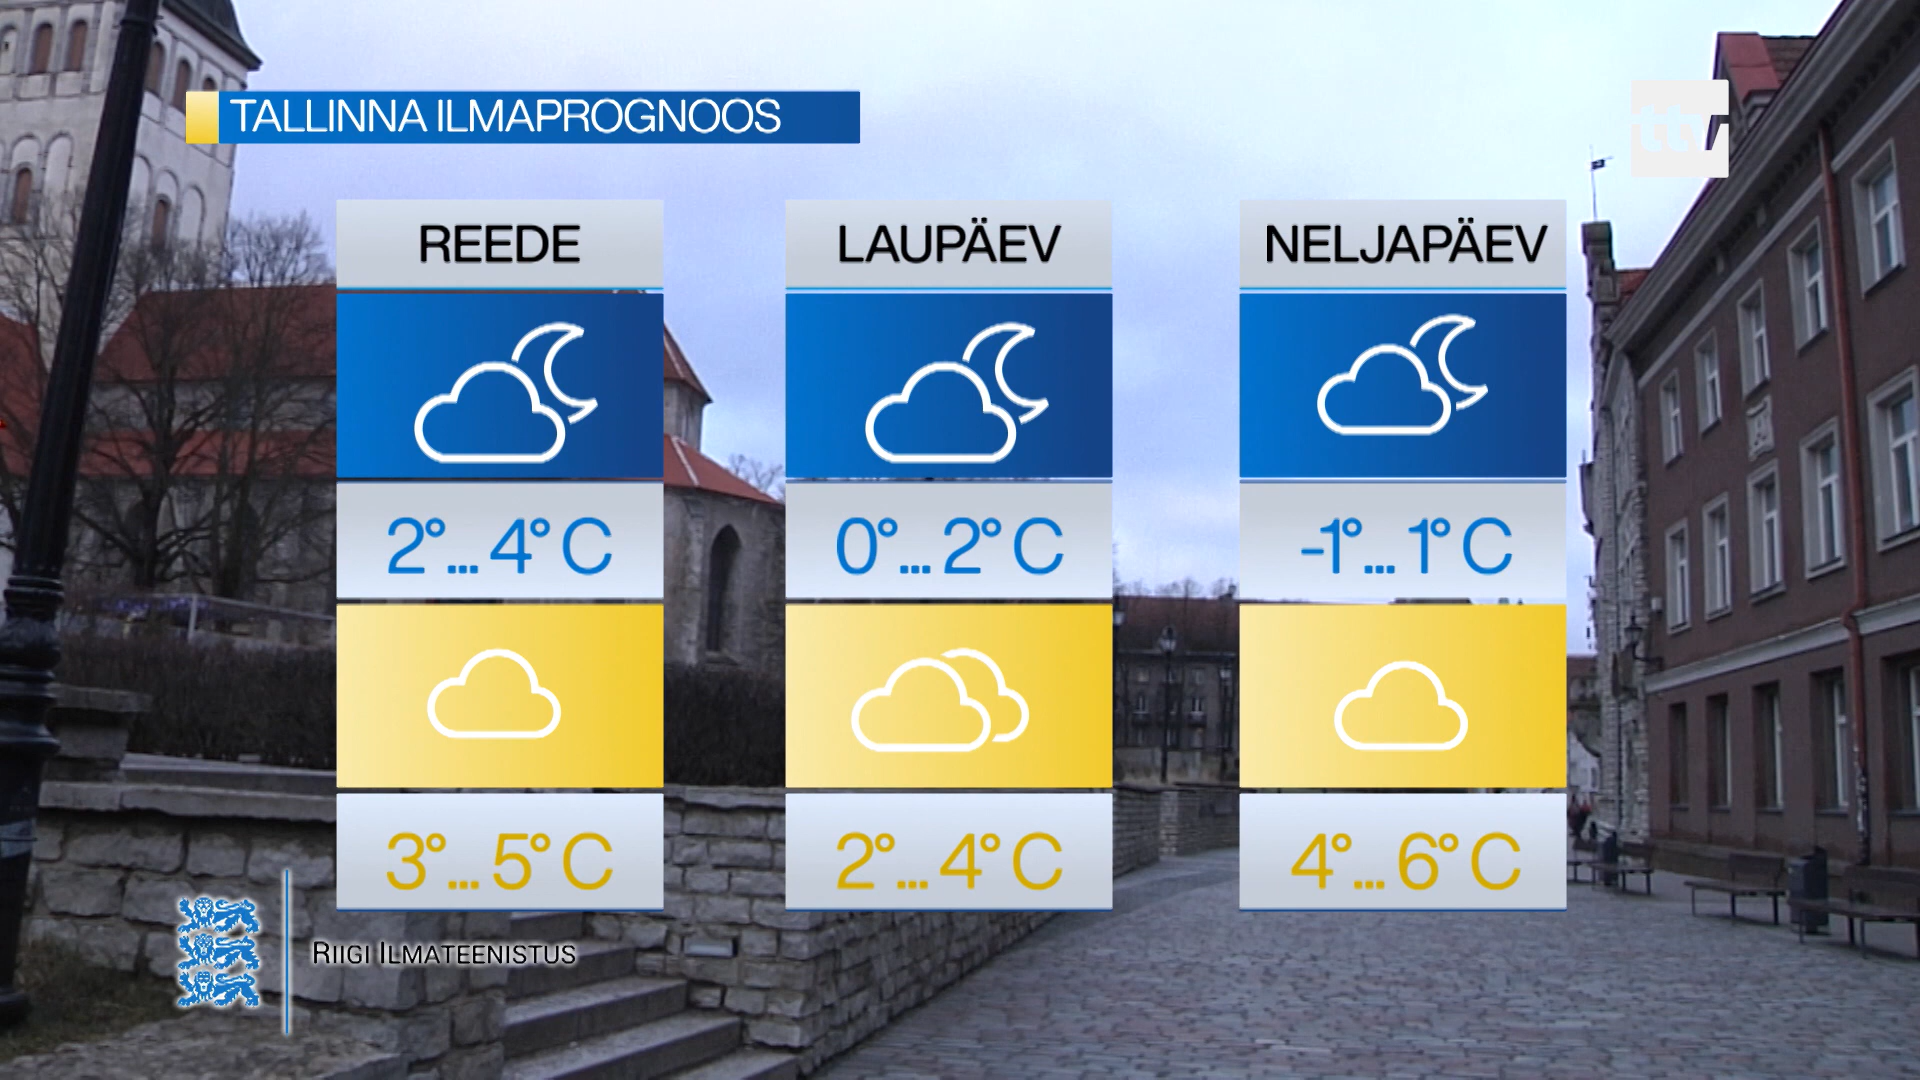 TALLINNA ILMAPROGNOOS
ttv
REEDE
LAUPÄEV
NELJAPÄEV
2°... 4° C
0°... 2° C
-1°... 1° C
3°... 5° C
2°... 4° C
4°... 6° C
RIIGI ILMATEENISTUS